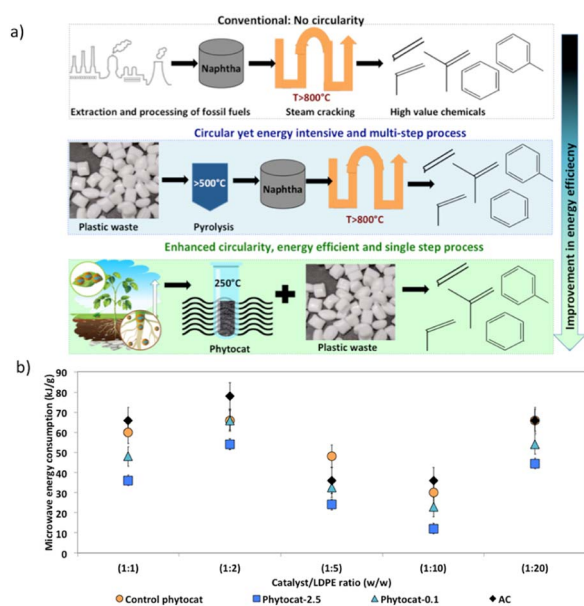 a)
Conventional: No circularity
Naphtha
T>800°C
Extraction and processing of fossil fuels
Steam cracking
High value chemicals
Circular yet energy intensive and multi-step process
>500°C
Naphtha
T>800°C
Plastic waste
Pyrolysis
Enhanced circularity, energy efficient and single step process
250°C
Phytocat
Plastic waste
Improvement in energy efficiecny
b)
Microwave energy consumption (kJ/g)
90
80
70
60
50
40
30
20
10
0
(1:1) (1:2) (1:5) (1:10) (1:20)
Catalyst/LDPE ratio (w/w)
Control phytocat Phytocat-2.5 Phytocat-0.1 AC